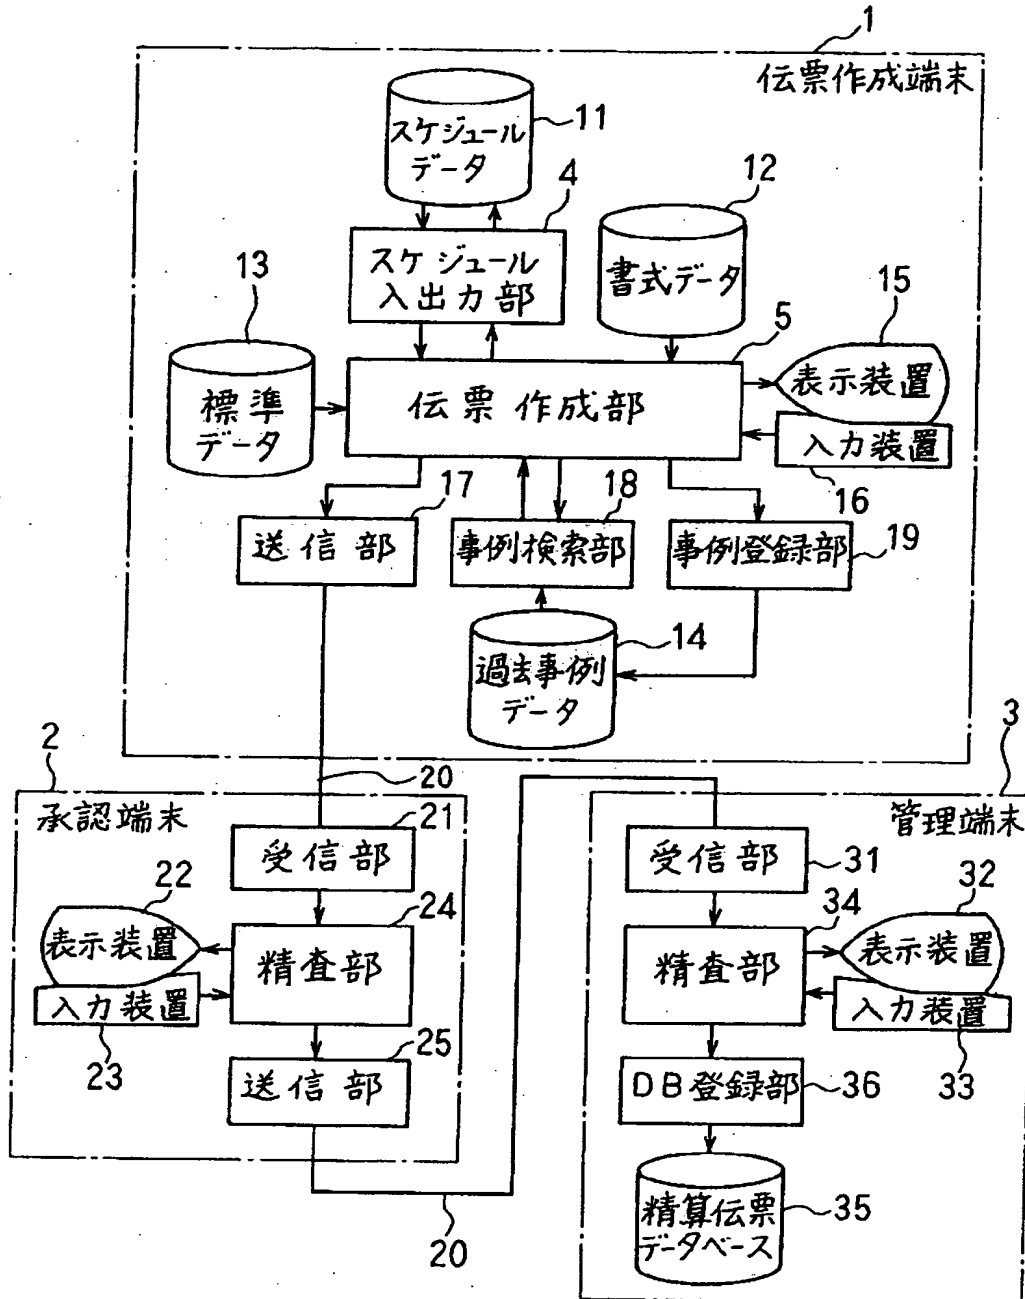 1
伝票作成端末
スケジュール
データ
11
4
スケジュール
入出力部
12
書式データ
13
標準
データ
5
伝票作成部
15
表示装置
入力装置
16
17
送信部
18
事例検索部
事例登録部
19
過去事例
データ
14
2
承認端末
20
21
受信部
22
表示装置
入力装置
23
24
精査部
25
送信部
20
3
管理端末
受信部
31
34
精査部
32
表示装置
入力装置
33
DB登録部
36
精算伝票
データベース
35